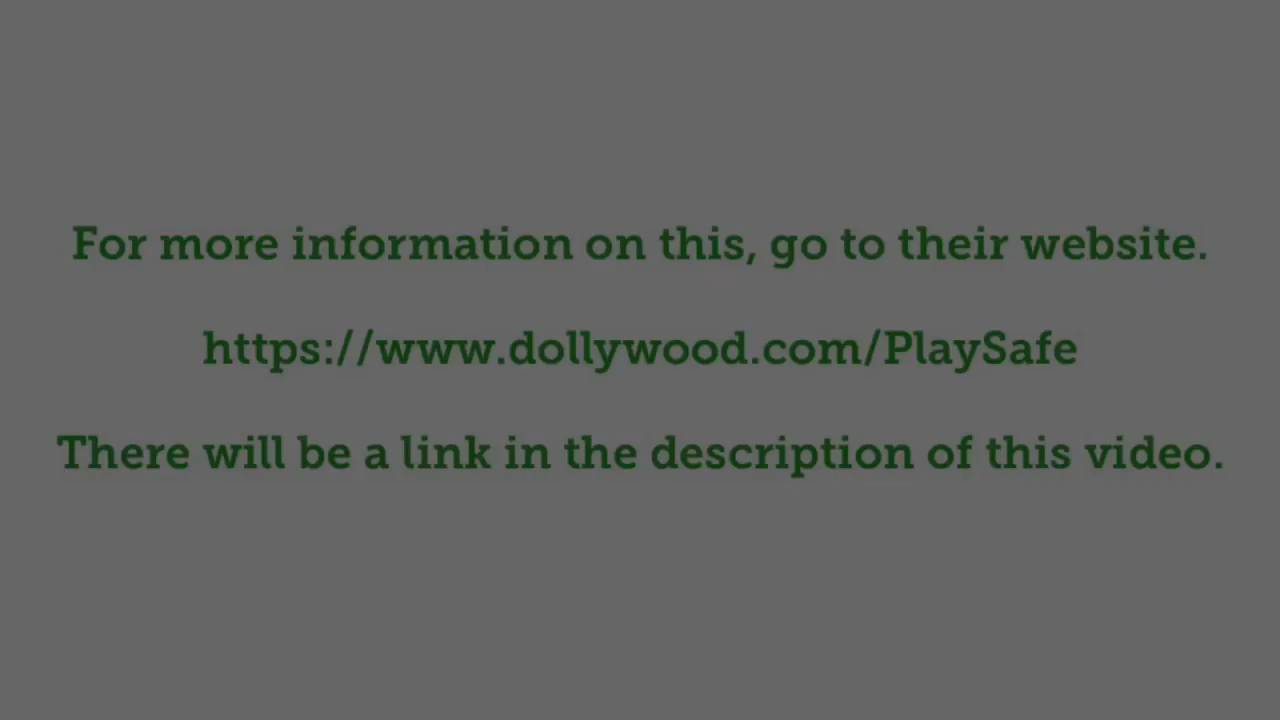 For more information on this, go to their website.
https://www.dollywood.com/PlaySafe
There will be a link in the description of this video.